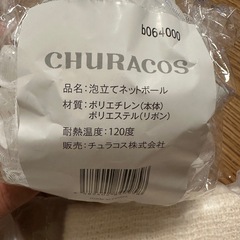 b064000
CHURACOS
品名:泡立てネットボール
材質:ポリエチレン(本体)
ポリエステル(リボン)
耐熱温度:120度
販売:チュラコス株式会社